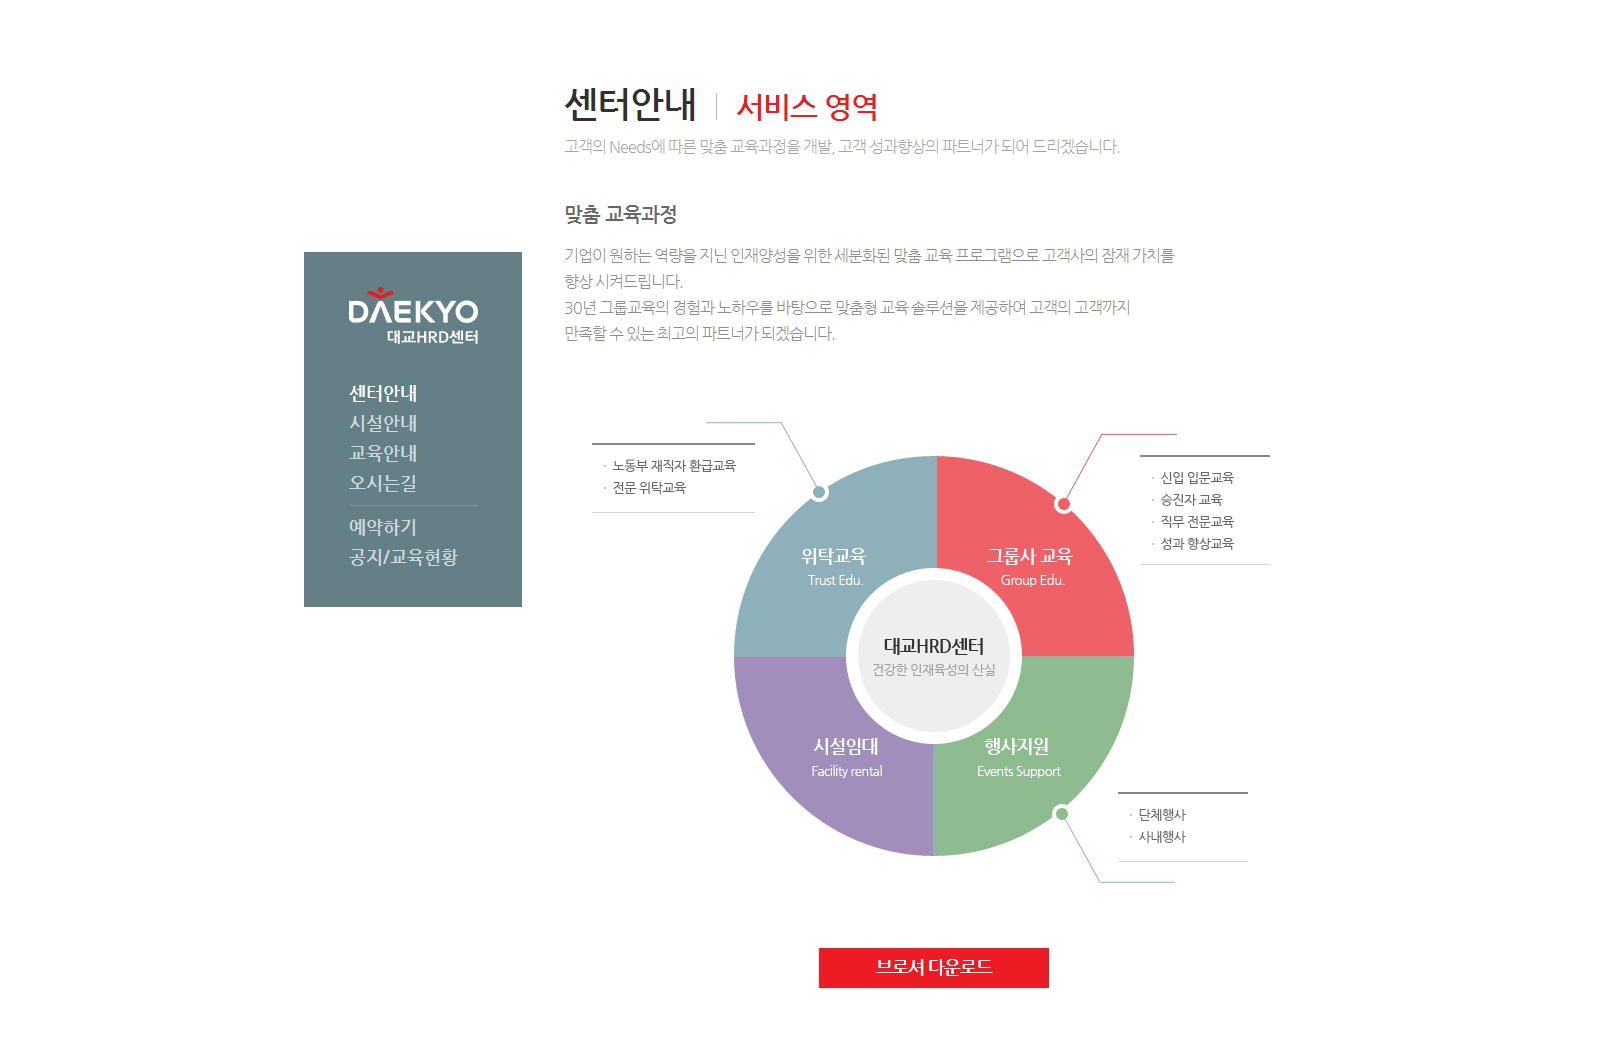 센터안내
서비스 영역
고객의 Needs에 따른 맞춤 교육과정을 개발, 고객 성과향상의 파트너가 되어 드리겠습니다.
맞춤 교육과정
기업이 원하는 역량을 지닌 인재양성을 위한 세분화된 맞춤 교육 프로그램으로 고객사의 잠재 가치를
향상 시켜드립니다.
30년 그룹교육의 경험과 노하우를 바탕으로 맞춤형 교육 솔루션을 제공하여 고객의 고객까지
만족할 수 있는 최고의 파트너가 되겠습니다.
DAEKYO
대교HRD센터
센터안내
시설안내
교육안내
오시는길
예약하기
공지/교육현황
· 노동부 재직자 환급교육
· 전문 위탁교육
· 신입 입문교육
· 승진자 교육
· 직무 전문교육
· 성과 향상교육
위탁교육
Trust Edu.
그룹사 교육
Group Edu.
대교HRD센터
건강한 인재육성의 산실
시설임대
Facility rental
행사지원
Events Support
· 단체행사
· 사내행사
브로셔 다운로드